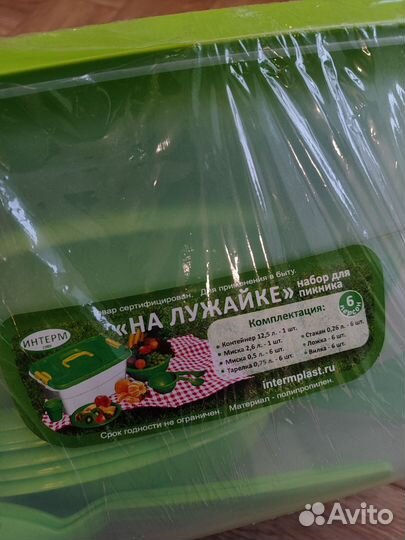 Товар сертифицирован. Для применения в быту.
ИНТЕРМ
«НА ЛУЖАЙКЕ»
набор для
пикника
6
персон
Комплектация:
• Контейнер 12,5 л. - 1 шт.
• Миска 2,6 л. - 1 шт.
• Миска 0,5 л. - 6 шт.
• Тарелка 0,75 л. - 6 шт.
• Стакан 0,26 л. - 6 шт.
• Ложка - 6 шт.
• Вилка - 6 шт.
intermplast.ru
Срок годности не ограничен. Материал - полипропилен.
Avito